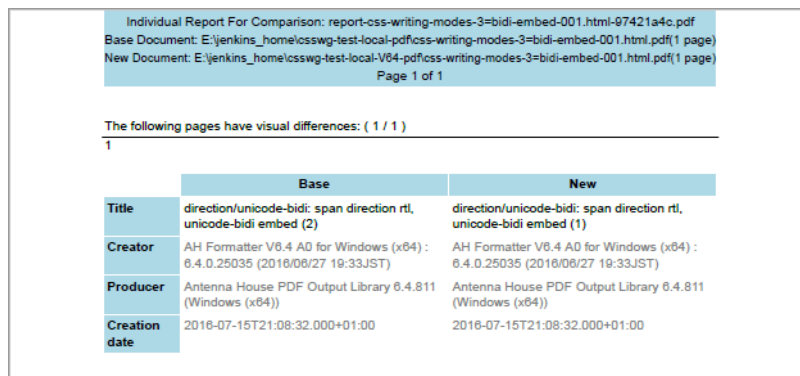 Individual Report For Comparison: report-css-writing-modes-3=bidi-embed-001.html-97421a4c.pdf
Base Document: E:\jenkins_home\csswg-test-local-pdf\css-writing-modes-3=bidi-embed-001.html.pdf(1 page)
New Document: E:\jenkins_home\csswg-test-local-V64-pdf\css-writing-modes-3=bidi-embed-001.html.pdf(1 page)
Page 1 of 1
The following pages have visual differences: ( 1 / 1 )
1
Base New
Title direction/unicode-bidi: span direction rtl, direction/unicode-bidi: span direction rtl,
unicode-bidi embed (2) unicode-bidi embed (1)
Creator AH Formatter V6.4 A0 for Windows (x64) : AH Formatter V6.4 A0 for Windows (x64) :
6.4.0.25035 (2016/06/27 19:33JST) 6.4.0.25035 (2016/06/27 19:33JST)
Producer Antenna House PDF Output Library 6.4.811 Antenna House PDF Output Library 6.4.811
(Windows (x64)) (Windows (x64))
Creation 2016-07-15T21:08:32.000+01:00 2016-07-15T21:08:32.000+01:00
date